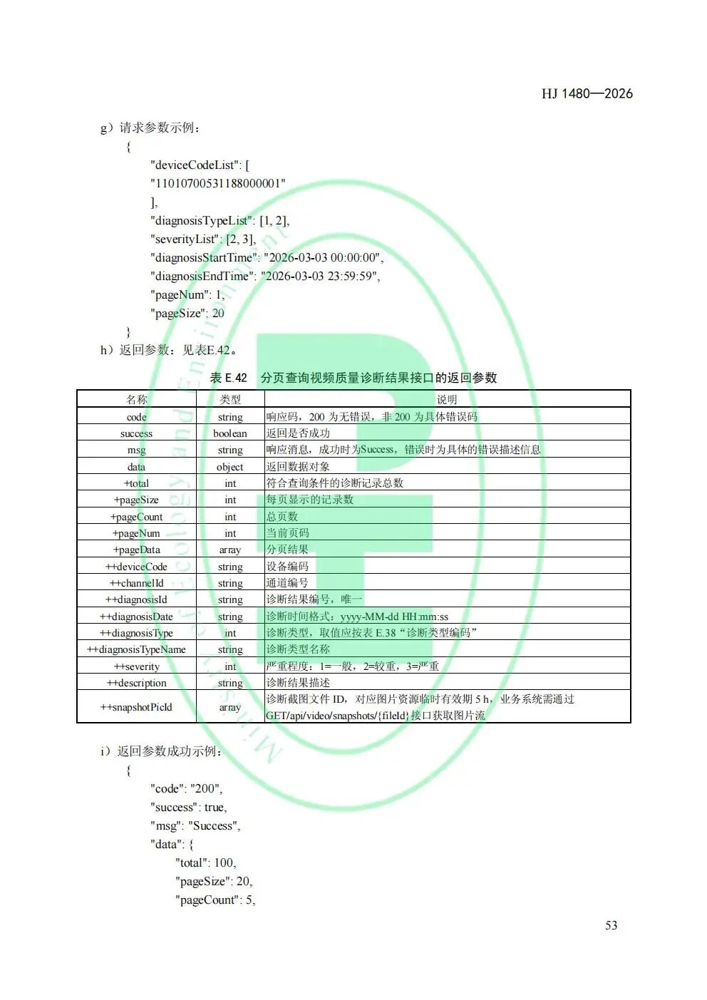 HJ 1480—2026
g）请求参数示例：
{
"deviceCodeList": [
"11010700531188000001"
],
"diagnosisTypeList": [1, 2],
"severityList": [2, 3],
"diagnosisStartTime": "2026-03-03 00:00:00",
"diagnosisEndTime": "2026-03-03 23:59:59",
"pageNum": 1,
"pageSize": 20
}
h）返回参数：见表E.42。
表 E.42 分页查询视频质量诊断结果接口的返回参数
名称 类型 说明
code string 响应码，200 为无错误，非 200 为具体错误码
success boolean 返回是否成功
msg string 响应消息，成功时为Success，错误时为具体的错误描述信息
data object 返回数据对象
+total int 符合查询条件的诊断记录总数
+pageSize int 每页显示的记录数
+pageCount int 总页数
+pageNum int 当前页码
+pageData array 分页结果
++deviceCode string 设备编码
++channelId string 通道编号
++diagnosisId string 诊断结果编号，唯一
++diagnosisDate string 诊断时间格式：yyyy-MM-dd HH:mm:ss
++diagnosisType int 诊断类型，取值应按表 E.38“诊断类型编码”
++diagnosisTypeName string 诊断类型名称
++severity int 严重程度：1=一般，2=较重，3=严重
++description string 诊断结果描述
++snapshotPicId array 诊断截图文件 ID，对应图片资源临时有效期 5 h，业务系统需通过
GET/api/video/snapshots/{fileId}接口获取图片流
i）返回参数成功示例：
{
"code": "200",
"success": true,
"msg": "Success",
"data": {
"total": 100,
"pageSize": 20,
"pageCount": 5,
53
Ministry of Ecology and Environment